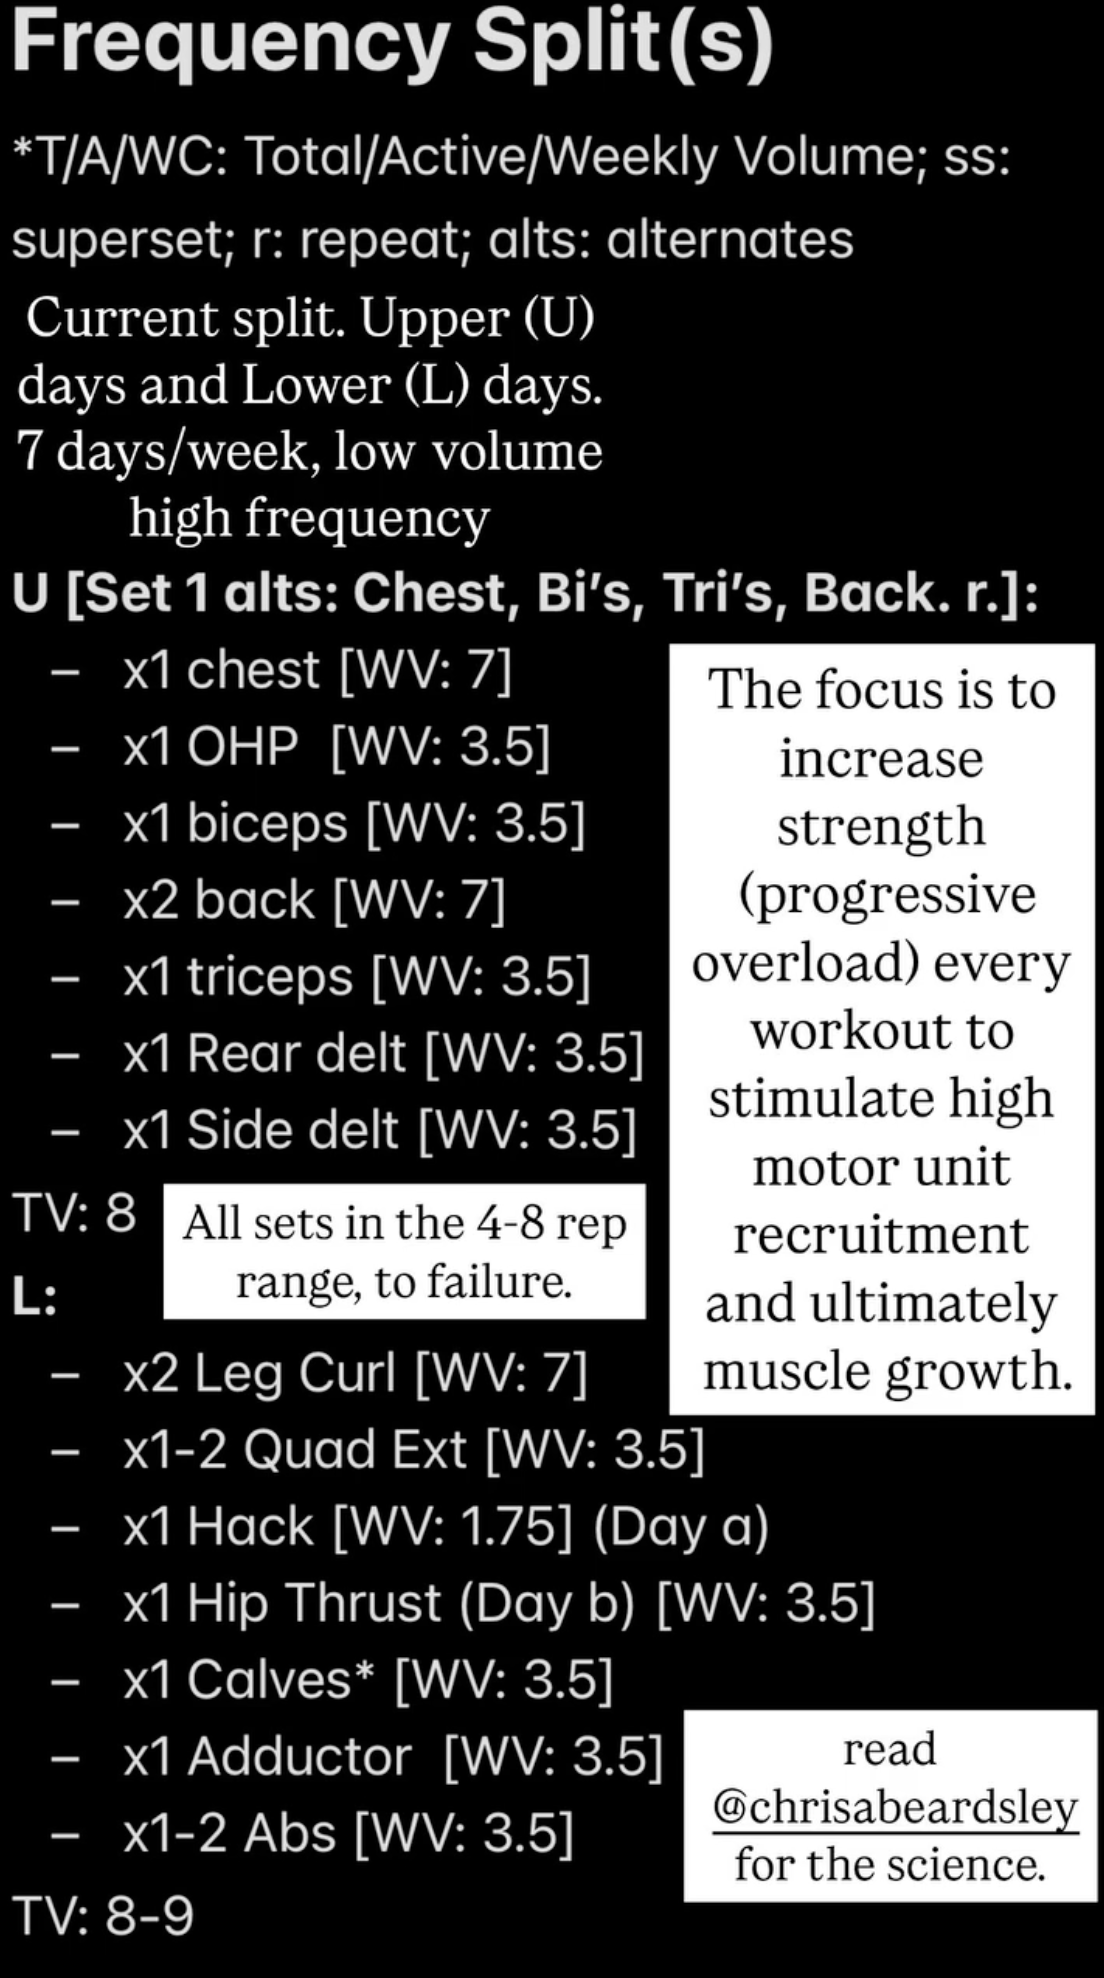 Frequency Split(s)
*T/A/WC: Total/Active/Weekly Volume; ss:
superset; r: repeat; alts: alternates
Current split. Upper (U)
days and Lower (L) days.
7 days/week, low volume
high frequency
U [Set 1 alts: Chest, Bi’s, Tri’s, Back. r.]:
– x1 chest [WV: 7]
– x1 OHP [WV: 3.5]
– x1 biceps [WV: 3.5]
– x2 back [WV: 7]
– x1 triceps [WV: 3.5]
– x1 Rear delt [WV: 3.5]
– x1 Side delt [WV: 3.5]
TV: 8
The focus is to
increase
strength
(progressive
overload) every
workout to
stimulate high
motor unit
recruitment
and ultimately
muscle growth.
All sets in the 4-8 rep
range, to failure.
L:
– x2 Leg Curl [WV: 7]
– x1-2 Quad Ext [WV: 3.5]
– x1 Hack [WV: 1.75] (Day a)
– x1 Hip Thrust (Day b) [WV: 3.5]
– x1 Calves* [WV: 3.5]
– x1 Adductor [WV: 3.5]
– x1-2 Abs [WV: 3.5]
TV: 8-9
read
@chrisabeardsley
for the science.